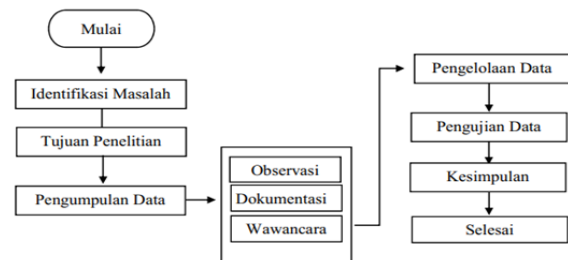 Mulai
Identifikasi Masalah
Tujuan Penelitian
Pengumpulan Data
Observasi
Dokumentasi
Wawancara
Pengelolaan Data
Pengujian Data
Kesimpulan
Selesai